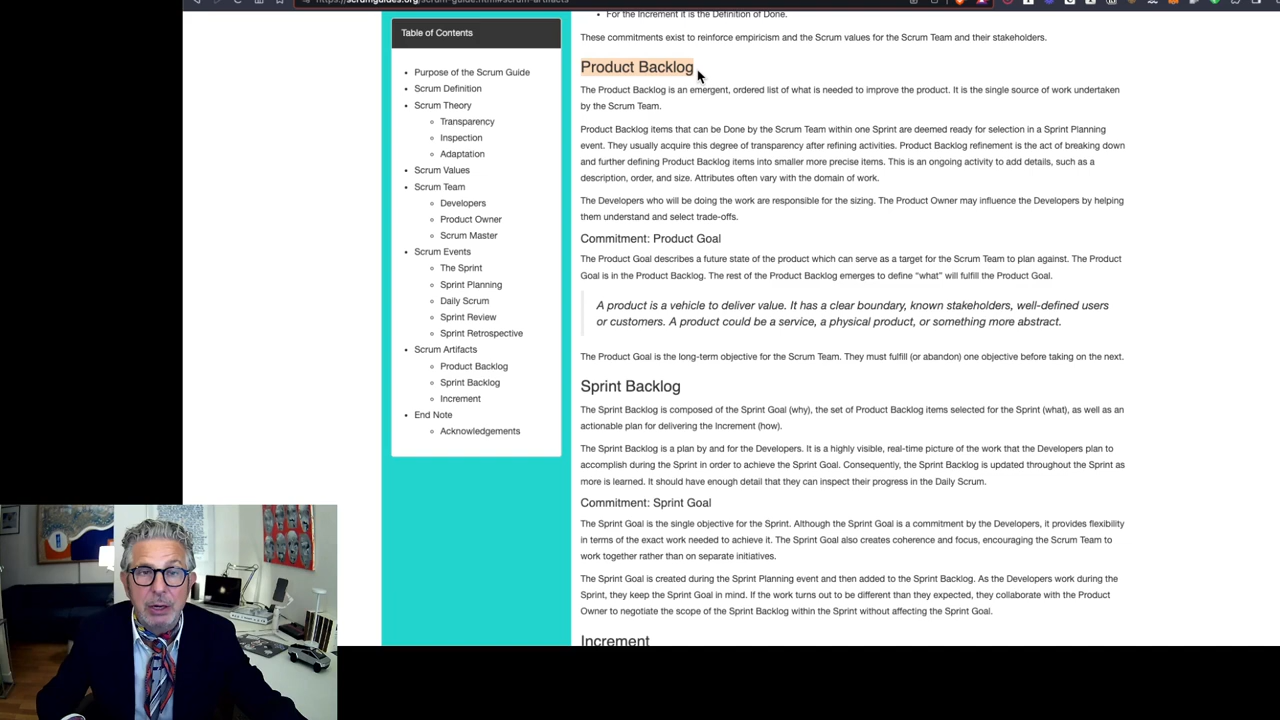 https://scrumguides.org/scrum-guide.html#scrum-artifacts
Table of Contents
• Purpose of the Scrum Guide
• Scrum Definition
• Scrum Theory
◦ Transparency
◦ Inspection
◦ Adaptation
• Scrum Values
• Scrum Team
◦ Developers
◦ Product Owner
◦ Scrum Master
• Scrum Events
◦ The Sprint
◦ Sprint Planning
◦ Daily Scrum
◦ Sprint Review
◦ Sprint Retrospective
• Scrum Artifacts
◦ Product Backlog
◦ Sprint Backlog
◦ Increment
• End Note
◦ Acknowledgements
• For the Increment it is the Definition of Done.
These commitments exist to reinforce empiricism and the Scrum values for the Scrum Team and their stakeholders.
Product Backlog
The Product Backlog is an emergent, ordered list of what is needed to improve the product. It is the single source of work undertaken
by the Scrum Team.
Product Backlog items that can be Done by the Scrum Team within one Sprint are deemed ready for selection in a Sprint Planning
event. They usually acquire this degree of transparency after refining activities. Product Backlog refinement is the act of breaking down
and further defining Product Backlog items into smaller more precise items. This is an ongoing activity to add details, such as a
description, order, and size. Attributes often vary with the domain of work.
The Developers who will be doing the work are responsible for the sizing. The Product Owner may influence the Developers by helping
them understand and select trade-offs.
Commitment: Product Goal
The Product Goal describes a future state of the product which can serve as a target for the Scrum Team to plan against. The Product
Goal is in the Product Backlog. The rest of the Product Backlog emerges to define “what” will fulfill the Product Goal.
A product is a vehicle to deliver value. It has a clear boundary, known stakeholders, well-defined users
or customers. A product could be a service, a physical product, or something more abstract.
The Product Goal is the long-term objective for the Scrum Team. They must fulfill (or abandon) one objective before taking on the next.
Sprint Backlog
The Sprint Backlog is composed of the Sprint Goal (why), the set of Product Backlog items selected for the Sprint (what), as well as an
actionable plan for delivering the Increment (how).
The Sprint Backlog is a plan by and for the Developers. It is a highly visible, real-time picture of the work that the Developers plan to
accomplish during the Sprint in order to achieve the Sprint Goal. Consequently, the Sprint Backlog is updated throughout the Sprint as
more is learned. It should have enough detail that they can inspect their progress in the Daily Scrum.
Commitment: Sprint Goal
The Sprint Goal is the single objective for the Sprint. Although the Sprint Goal is a commitment by the Developers, it provides flexibility
in terms of the exact work needed to achieve it. The Sprint Goal also creates coherence and focus, encouraging the Scrum Team to
work together rather than on separate initiatives.
The Sprint Goal is created during the Sprint Planning event and then added to the Sprint Backlog. As the Developers work during the
Sprint, they keep the Sprint Goal in mind. If the work turns out to be different than they expected, they collaborate with the Product
Owner to negotiate the scope of the Sprint Backlog within the Sprint without affecting the Sprint Goal.
Increment